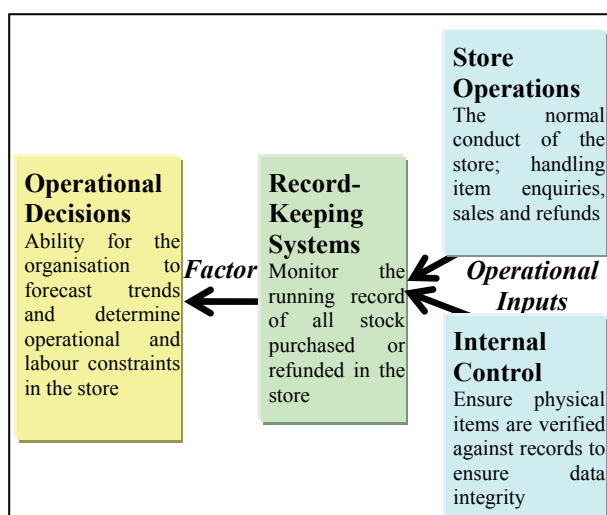 Store
Operations
The normal
conduct of the
store; handling
item enquiries,
sales and refunds
Operational
Decisions
Ability for the
organisation to
forecast trends
and determine
operational and
labour constraints
in the store
Factor
Record-
Keeping
Systems
Monitor the
running record
of all stock
purchased or
refunded in the
store
Operational
Inputs
Internal
Control
Ensure physical
items are verified
against records to
ensure data
integrity